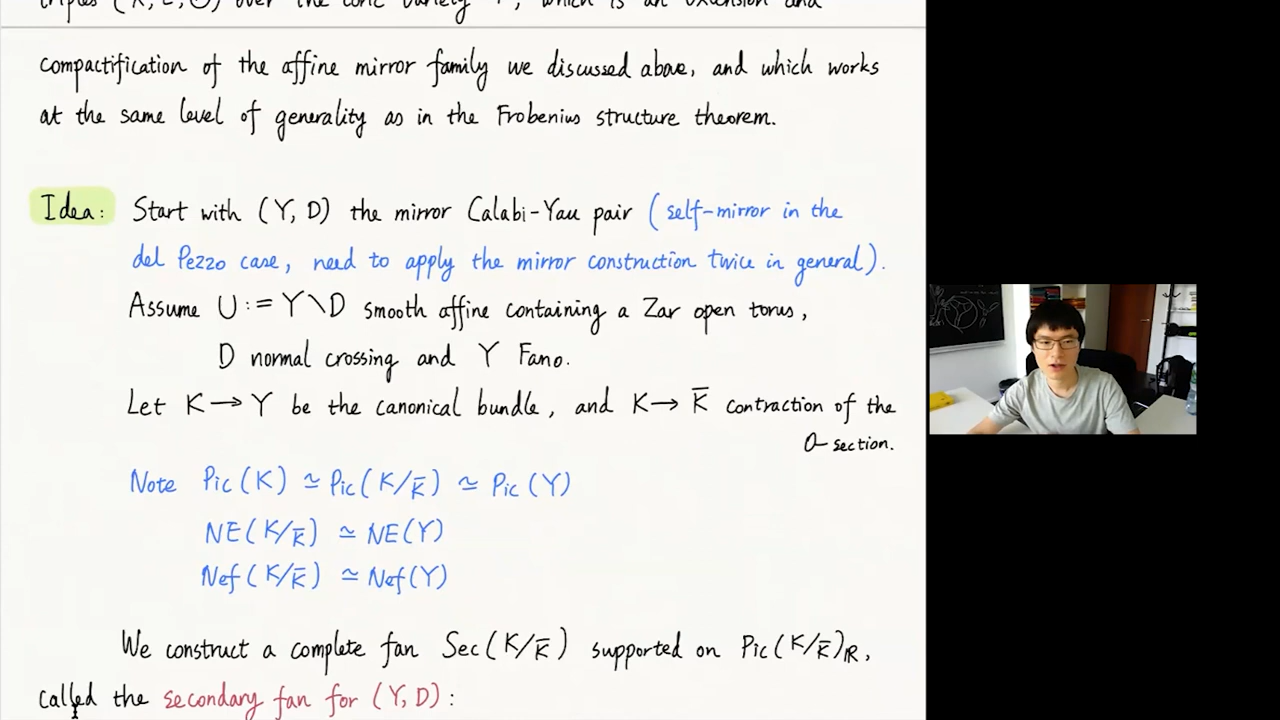 compactification of the affine mirror family we discussed above, and which works
at the same level of generality as in the Frobenius structure theorem.
Idea: Start with (Y, D) the mirror Calabi-Yau pair (self-mirror in the
del Pezzo case, need to apply the mirror construction twice in general).
Assume U := Y \ D smooth affine containing a Zar open torus,
D normal crossing and Y Fano.
Let K → Y be the canonical bundle, and K → K̅ contraction of the
0-section.
Note Pic(K) ≃ Pic(K/K̅) ≃ Pic(Y)
NE(K/K̅) ≃ NE(Y)
Nef(K/K̅) ≃ Nef(Y)
We construct a complete fan Sec(K/K̅) supported on Pic(K/K̅)ℝ,
called the secondary fan for (Y, D):